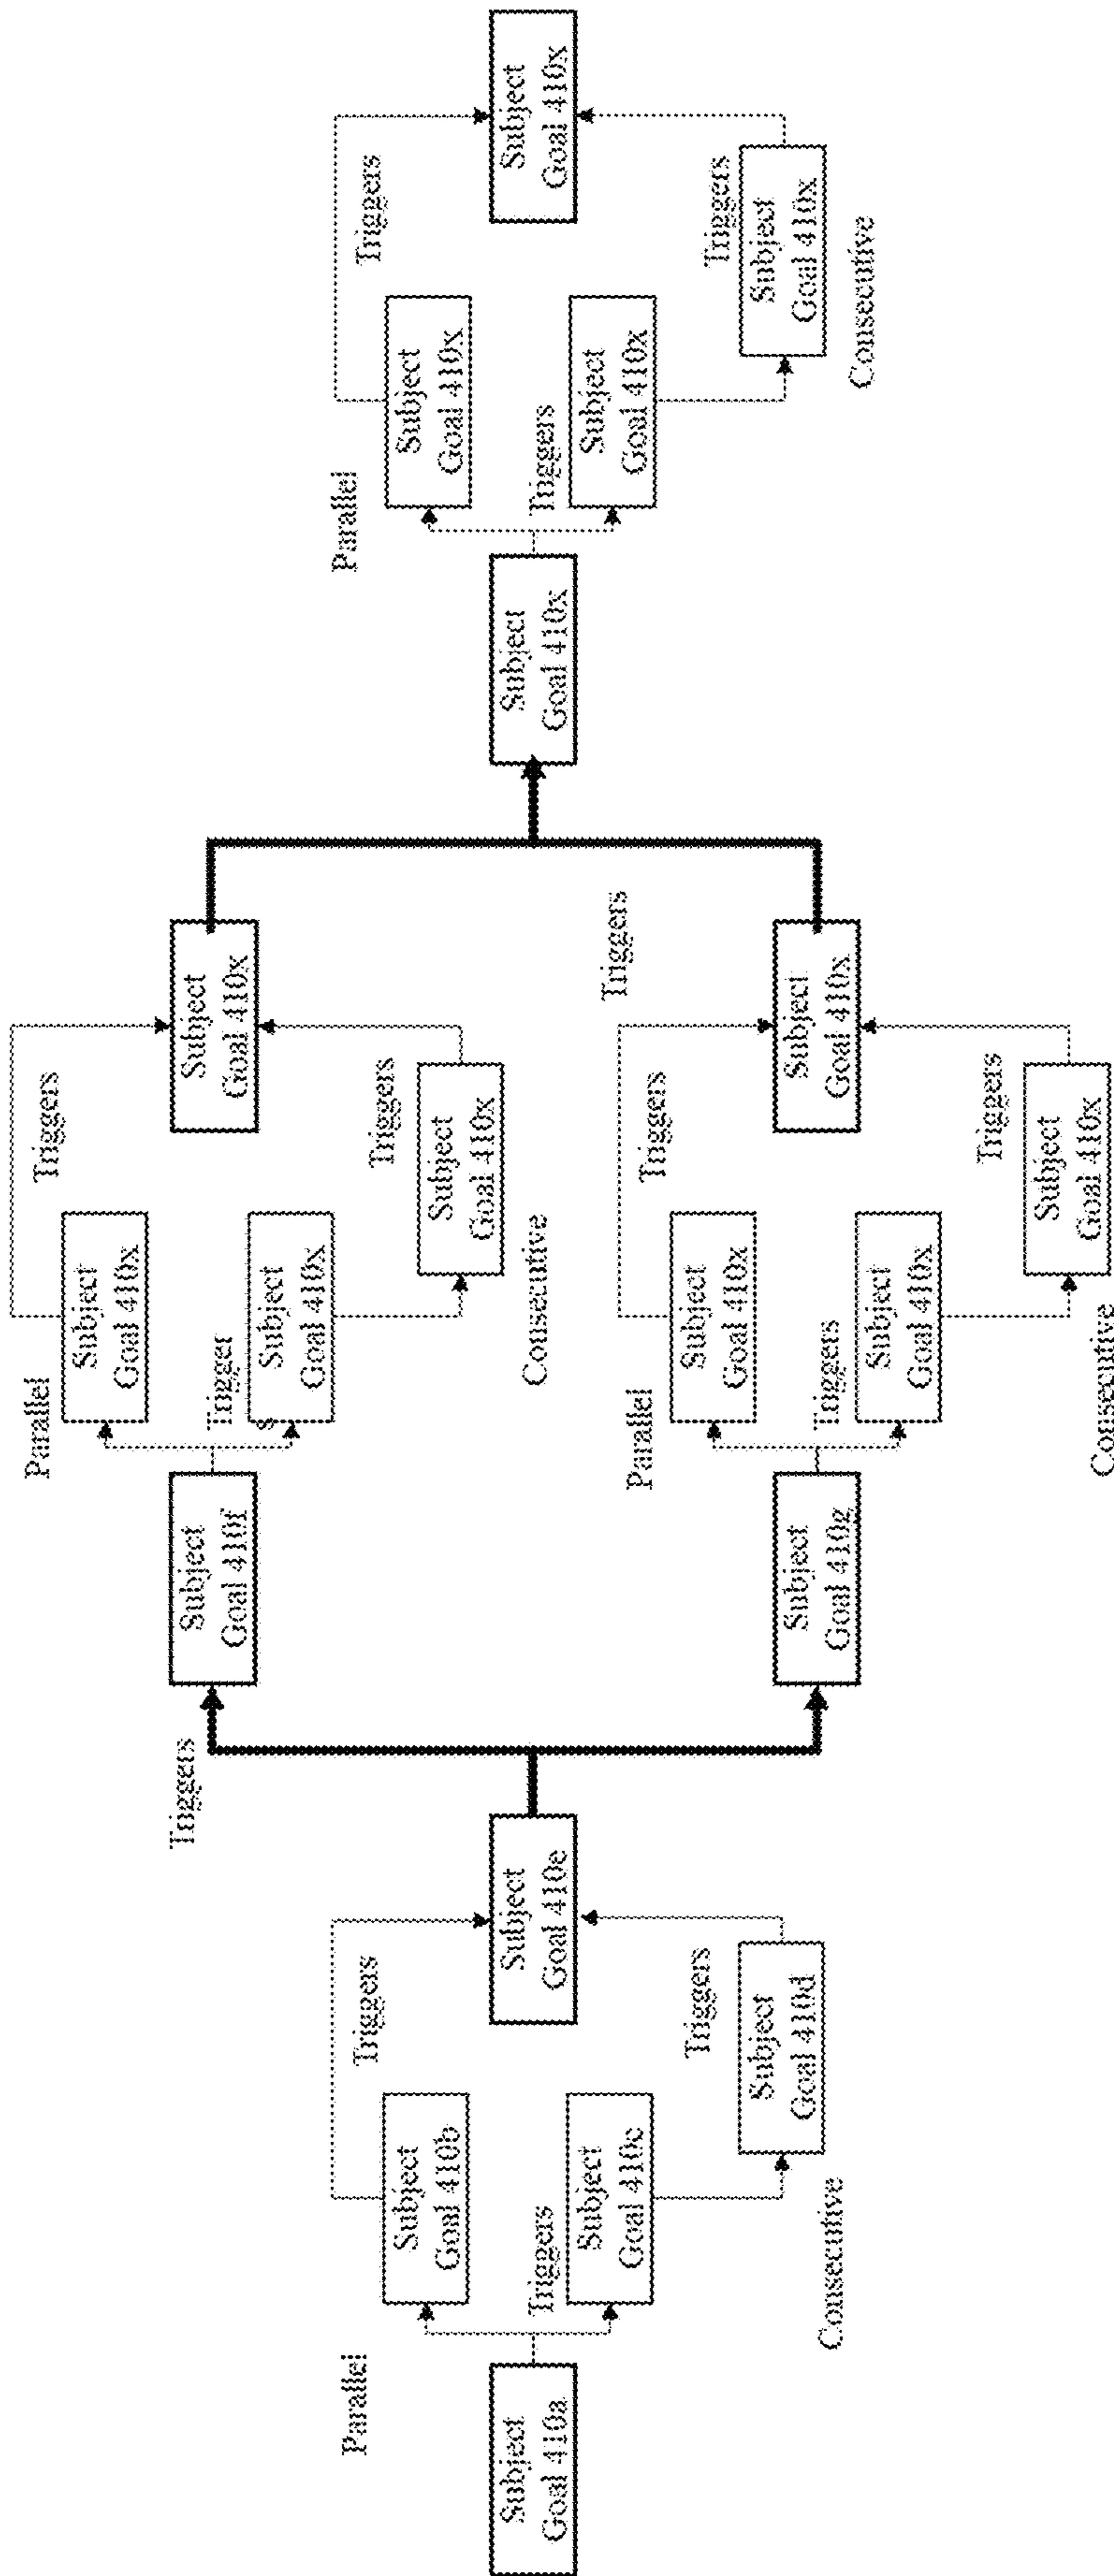 Subject
Goal 410a
Parallel
Subject
Goal 410b
Triggers
Triggers
Subject
Goal 410c
Subject
Goal 410d
Triggers
Consecutive
Subject
Goal 410e
Triggers
Subject
Goal 410f
Parallel
Subject
Goal 410x
Triggers
Trigger
s
Subject
Goal 410x
Subject
Goal 410x
Triggers
Consecutive
Subject
Goal 410x
Subject
Goal 410g
Parallel
Subject
Goal 410x
Triggers
Triggers
Subject
Goal 410x
Subject
Goal 410x
Triggers
Consecutive
Subject
Goal 410x
Triggers
Subject
Goal 410x
Parallel
Subject
Goal 410x
Triggers
Triggers
Subject
Goal 410x
Subject
Goal 410x
Triggers
Consecutive
Subject
Goal 410x